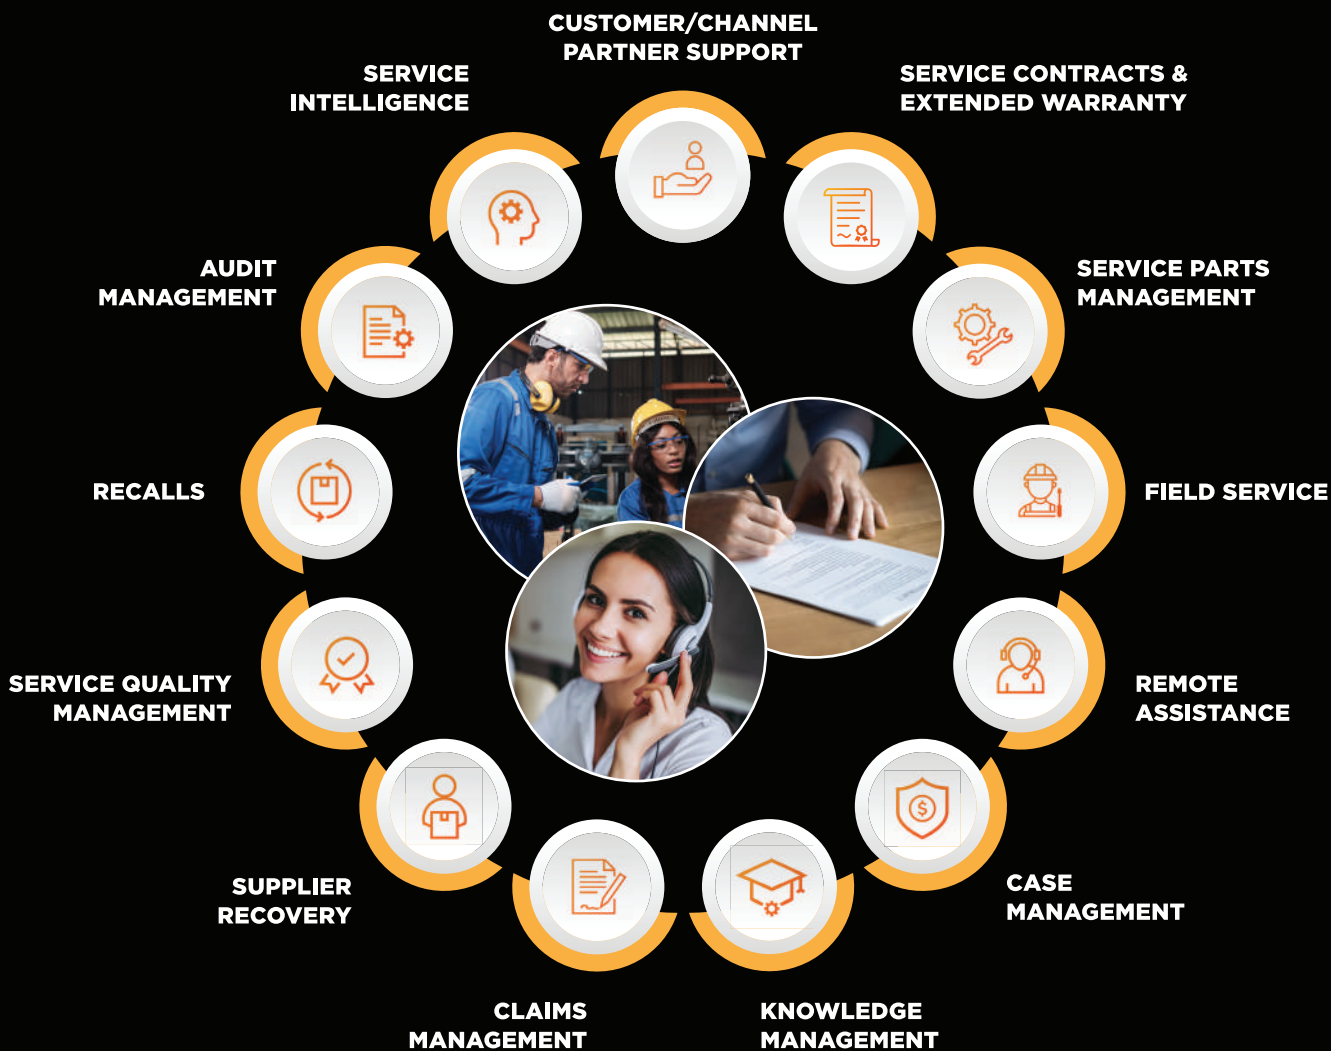 CUSTOMER/CHANNEL
PARTNER SUPPORT
SERVICE CONTRACTS &
EXTENDED WARRANTY
SERVICE PARTS
MANAGEMENT
FIELD SERVICE
REMOTE
ASSISTANCE
CASE
MANAGEMENT
KNOWLEDGE
MANAGEMENT
CLAIMS
MANAGEMENT
SUPPLIER
RECOVERY
SERVICE QUALITY
MANAGEMENT
RECALLS
AUDIT
MANAGEMENT
SERVICE
INTELLIGENCE
$